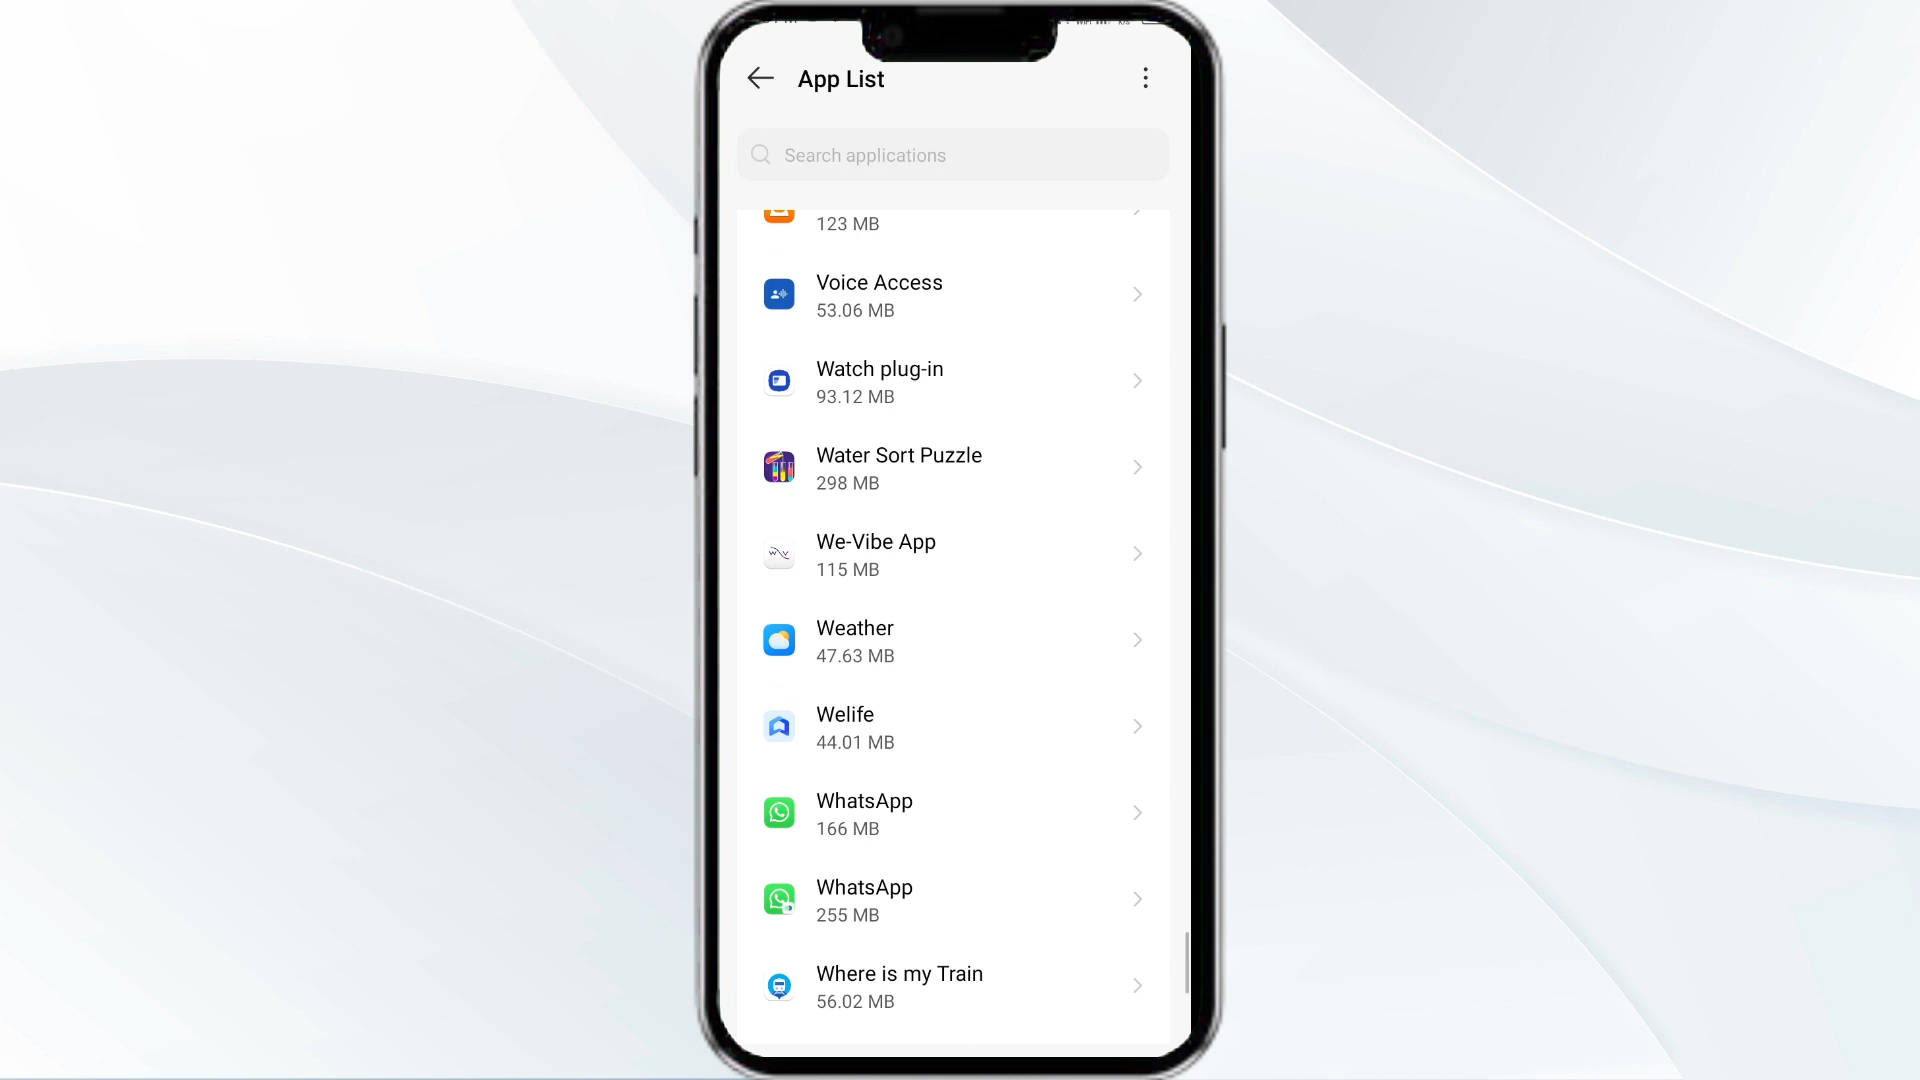 App List
Search applications
123 MB
Voice Access
53.06 MB
Watch plug-in
93.12 MB
Water Sort Puzzle
298 MB
We-Vibe App
115 MB
Weather
47.63 MB
Welife
44.01 MB
WhatsApp
166 MB
WhatsApp
255 MB
Where is my Train
56.02 MB